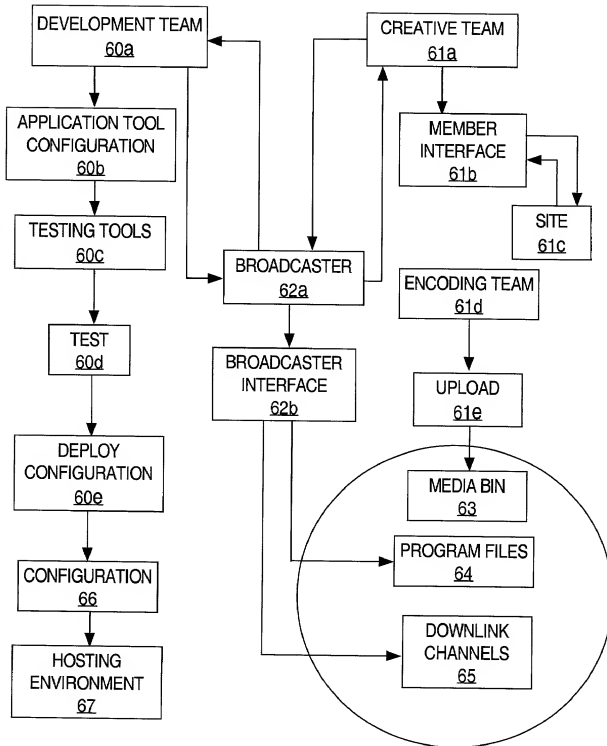 DEVELOPMENT TEAM
60a
APPLICATION TOOL
CONFIGURATION
60b
TESTING TOOLS
60c
TEST
60d
DEPLOY
CONFIGURATION
60e
CONFIGURATION
66
HOSTING
ENVIRONMENT
67
BROADCASTER
62a
BROADCASTER
INTERFACE
62b
CREATIVE TEAM
61a
MEMBER
INTERFACE
61b
SITE
61c
ENCODING TEAM
61d
UPLOAD
61e
MEDIA BIN
63
PROGRAM FILES
64
DOWNLINK
CHANNELS
65